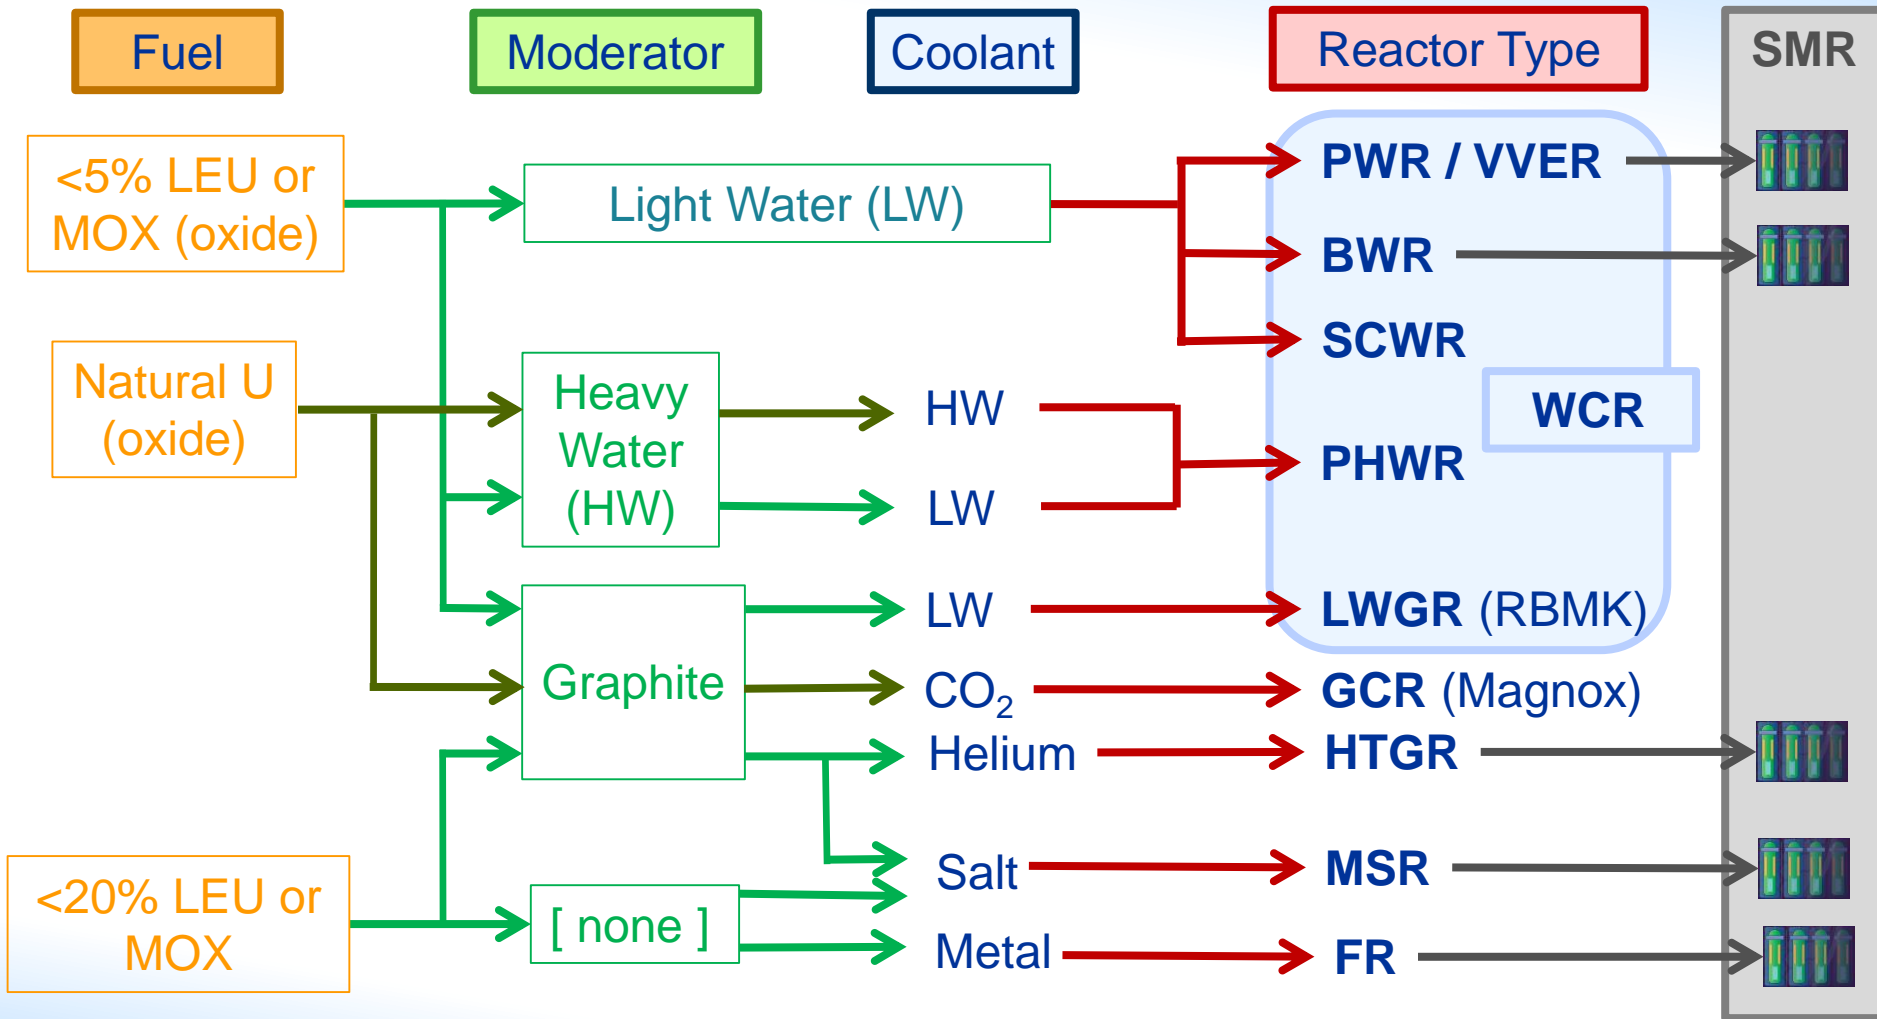 Fuel
Moderator
Coolant
Reactor Type
SMR
<5% LEU or
MOX (oxide)
Light Water (LW)
PWR / VVER
BWR
SCWR
WCR
Natural U
(oxide)
Heavy
Water
(HW)
HW
LW
PHWR
Graphite
LW
LWGR (RBMK)
CO₂
GCR (Magnox)
Helium
HTGR
<20% LEU or
MOX
[ none ]
Salt
MSR
Metal
FR